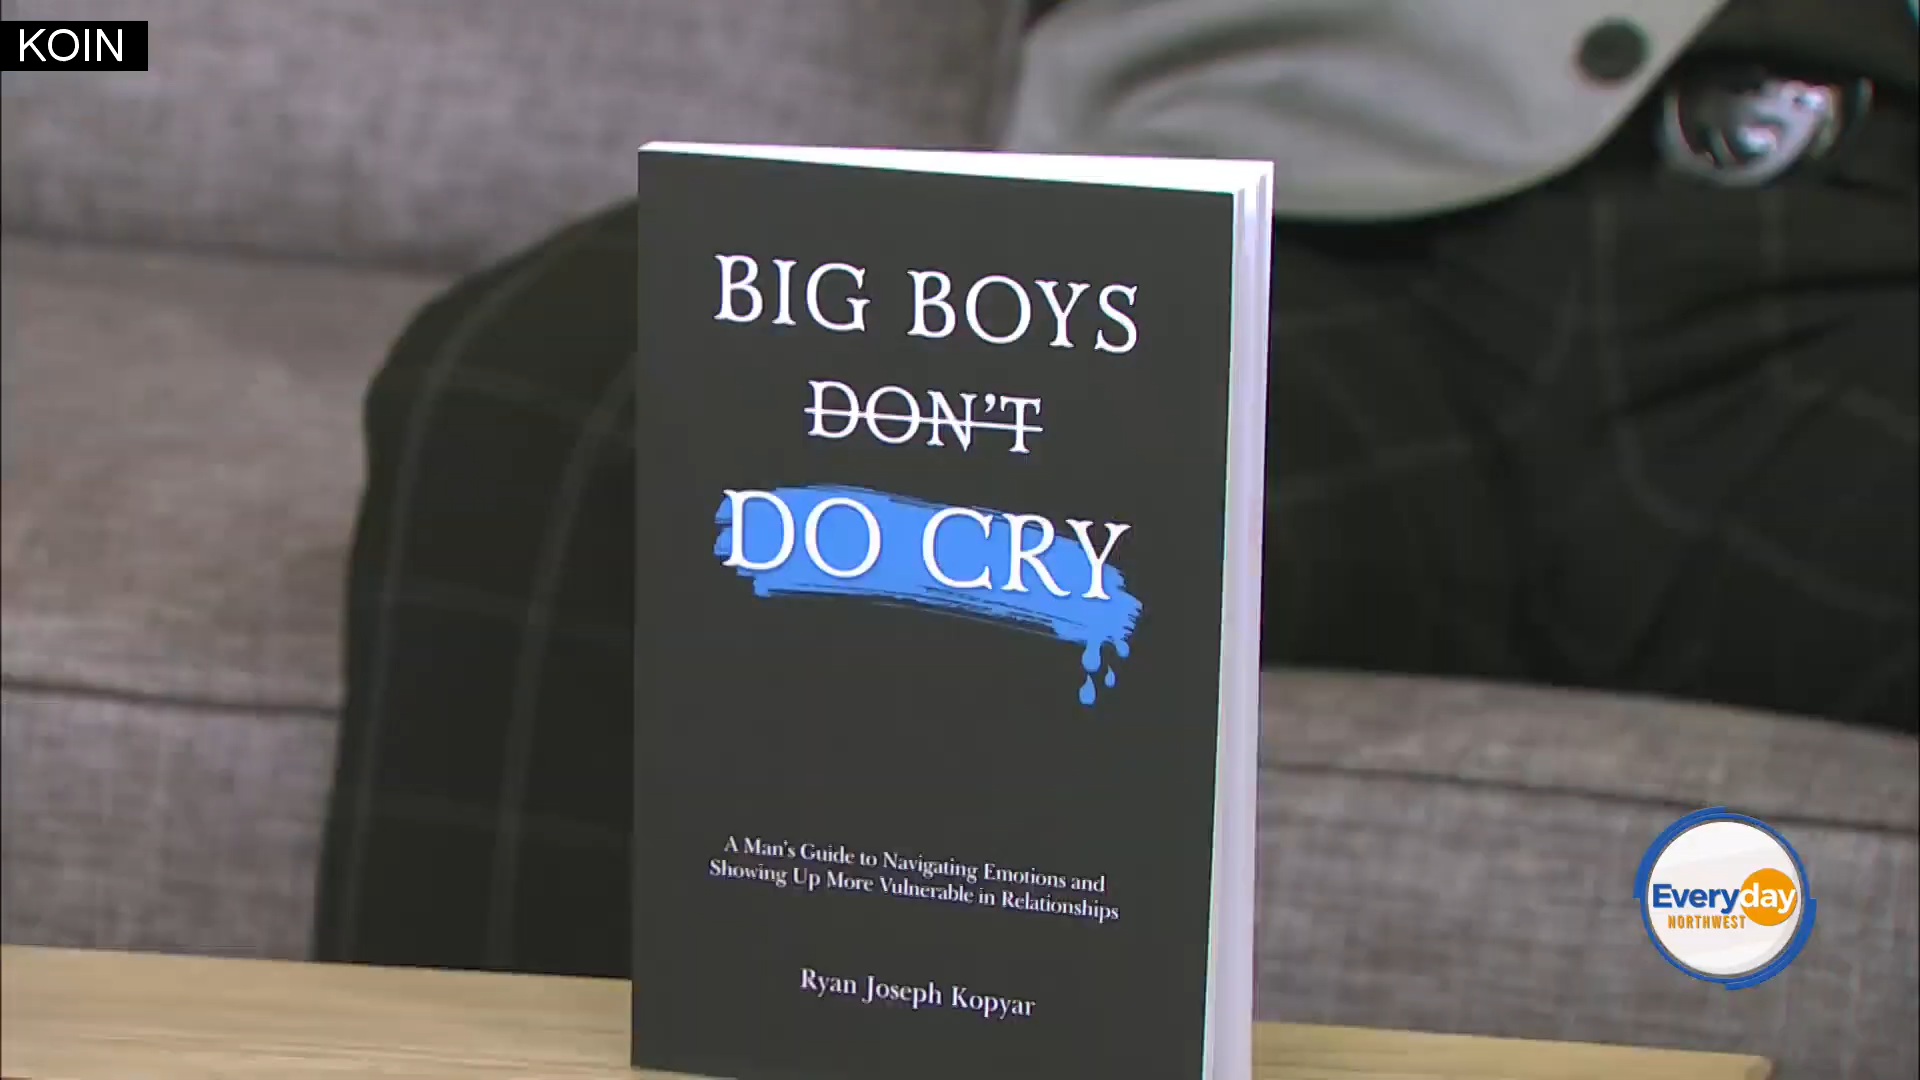 KOIN
BIG BOYS
DON'T
DO CRY
A Man's Guide to Navigating Emotions and
Showing Up More Vulnerable in Relationships
Ryan Joseph Kopyar
Everyday
NORTHWEST